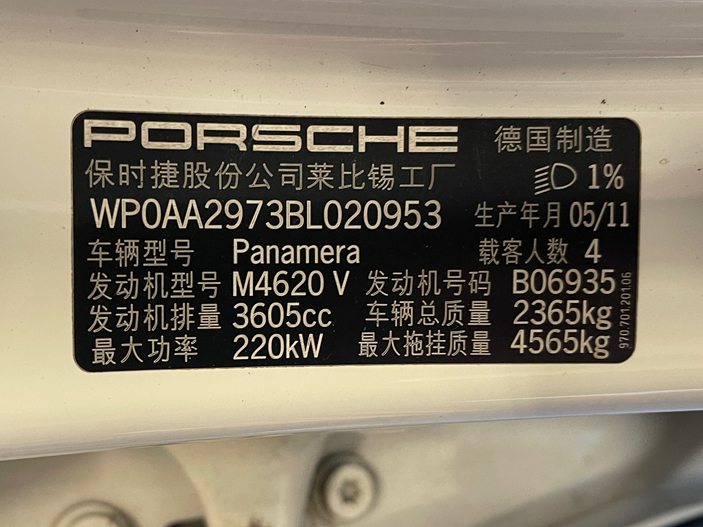 PORSCHE 德国制造
保时捷股份公司莱比锡工厂 1%
WP0AA2973BL020953 生产年月 05/11
车辆型号 Panamera 载客人数 4
发动机型号 M4620 V 发动机号码 B06935
发动机排量 3605cc 车辆总质量 2365kg
最大功率 220kW 最大拖挂质量 4565kg
970.701.201.06